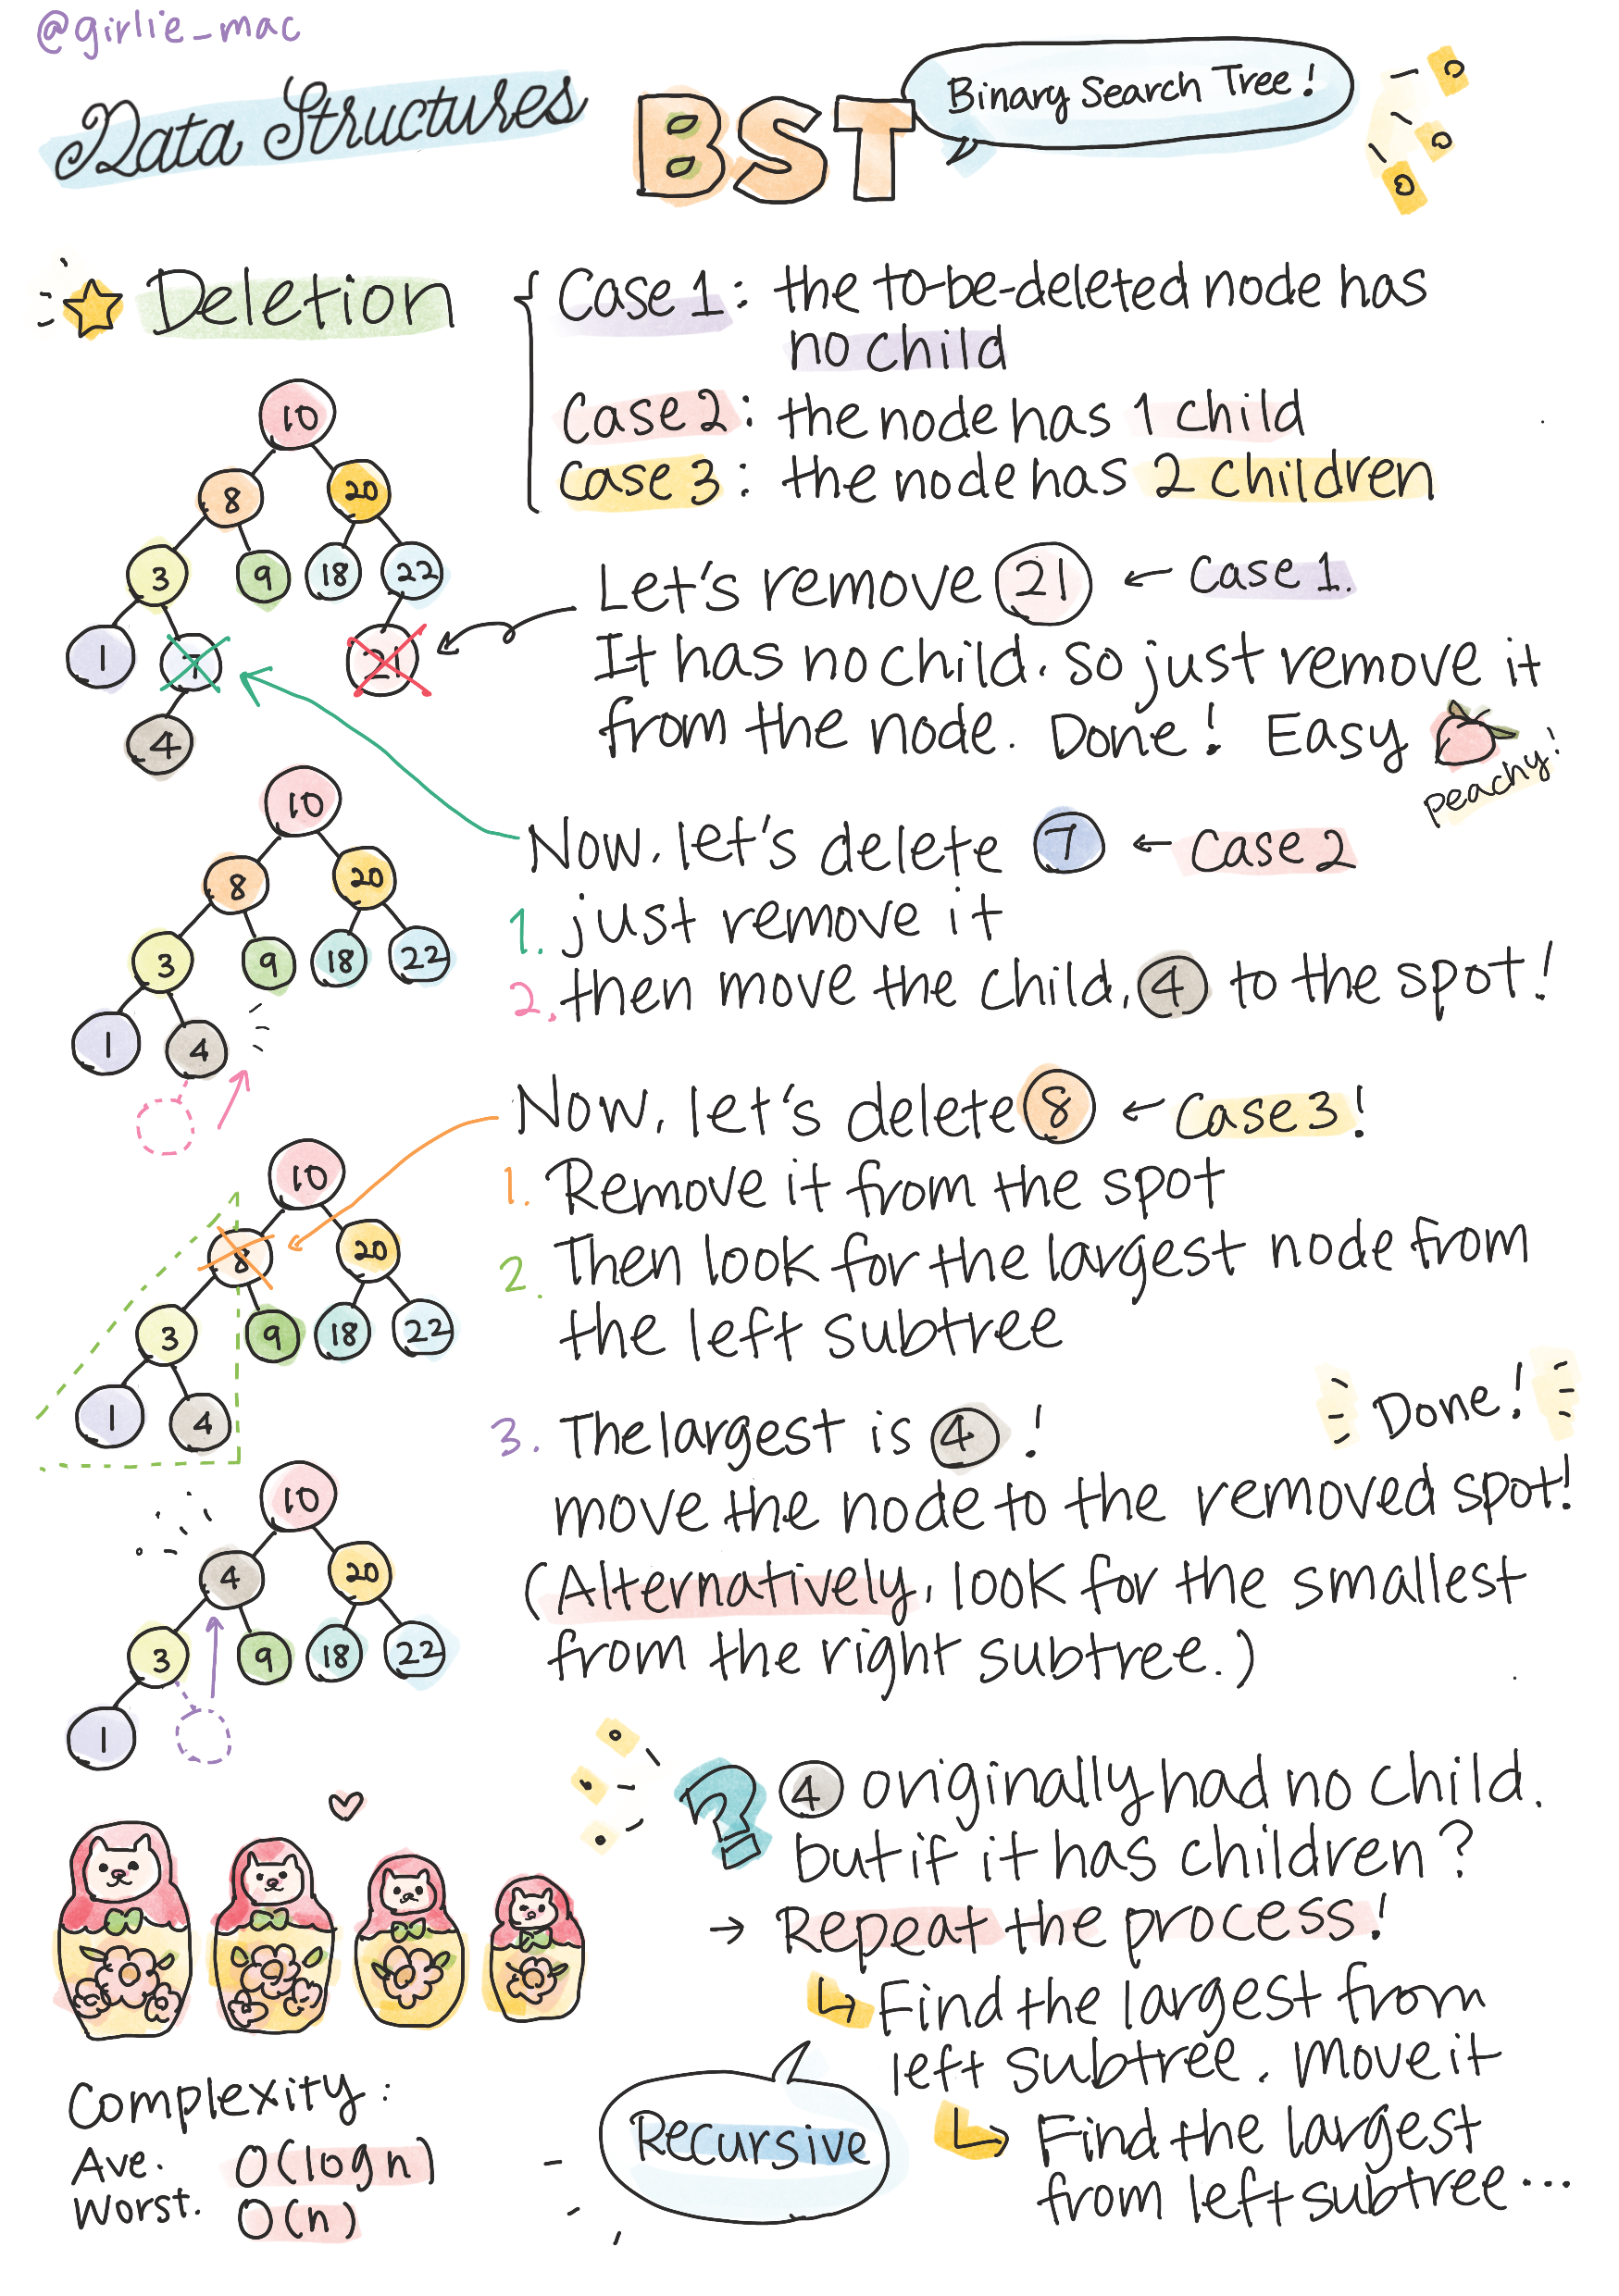 @girlie_mac
Data Structures
BST
Binary Search Tree!
Deletion
Case 1: the to-be-deleted node has
no child
Case 2: the node has 1 child
Case 3: the node has 2 children
10
8
20
3
9
18
22
1
7
21
4
Let's remove 21 ← Case 1.
It has no child. So just remove it
from the node. Done! Easy
peachy!
10
8
20
3
9
18
22
1
4
Now, let's delete 7 ← Case 2
1. just remove it
2. then move the child, 4 to the spot!
10
8
20
3
9
18
22
1
4
Now, let's delete 8 ← Case 3!
1. Remove it from the spot
2. Then look for the largest node from
the left subtree
3. The largest is 4!
Done!
move the node to the removed spot!
(Alternatively, look for the smallest
from the right subtree.)
10
4
20
3
9
18
22
1
? 4 originally had no child.
but if it has children?
→ Repeat the process!
↳ Find the largest from
left subtree. Move it
↳ Find the largest
from left subtree...
Recursive
Complexity:
Ave. O(log n)
Worst. O(n)